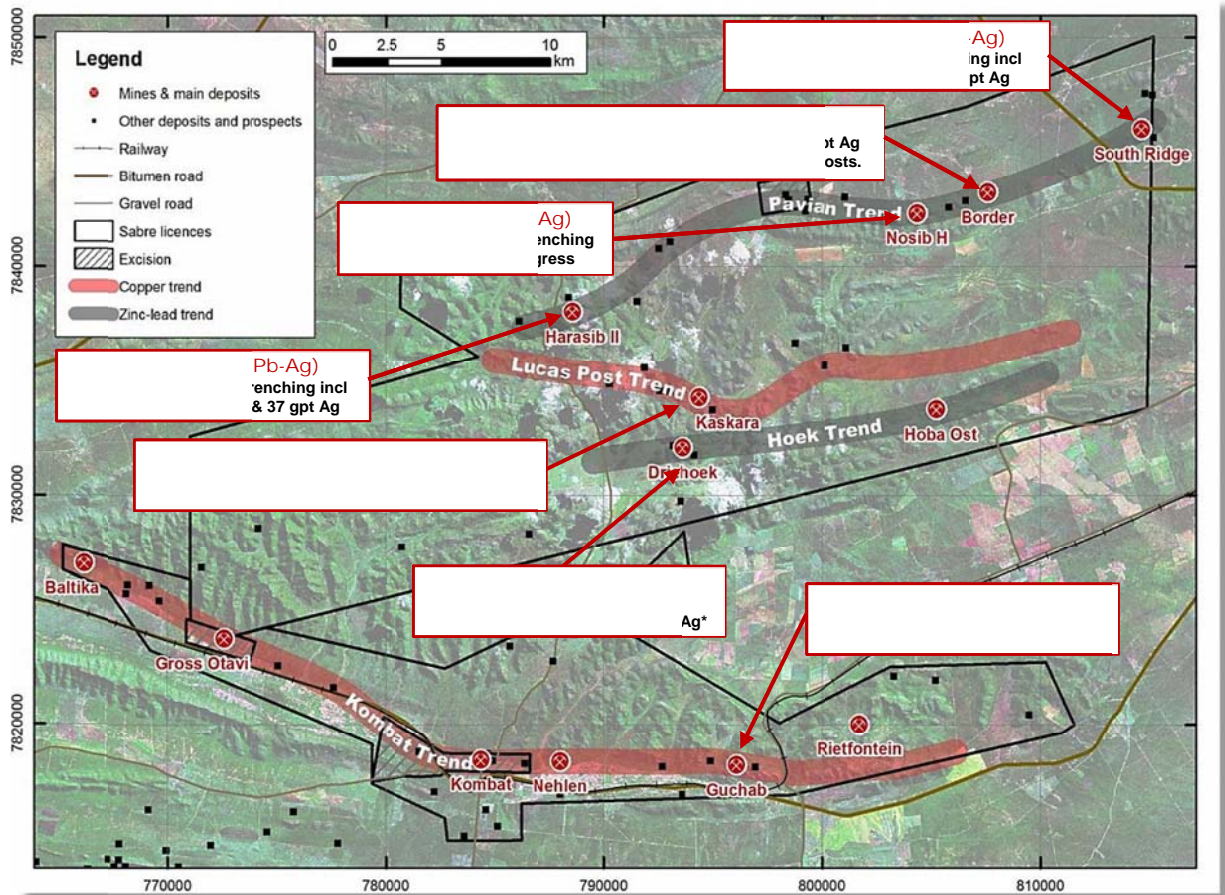 7850000
7840000
7830000
7820000
Legend
Mines & main deposits
Other deposits and prospects
Railway
Bitumen road
Gravel road
Sabre licences
Excision
Copper trend
Zinc-lead trend
0 2.5 5 10
km
-Ag)
ing incl
pt Ag
South Ridge
pt Ag
osts.
Pavian Trend
Border
Nosib H
Ag)
enching
gress
Harasib II
Pb-Ag)
enching incl
& 37 gpt Ag
Lucas Post Trend
Kaskara
Hoek Trend
Hoba Ost
Driehoek
Ag*
Baltika
Gross Otavi
Kombat Trend
Kombat
Nehlen
Guchab
Rietfontein
770000
780000
790000
800000
810000